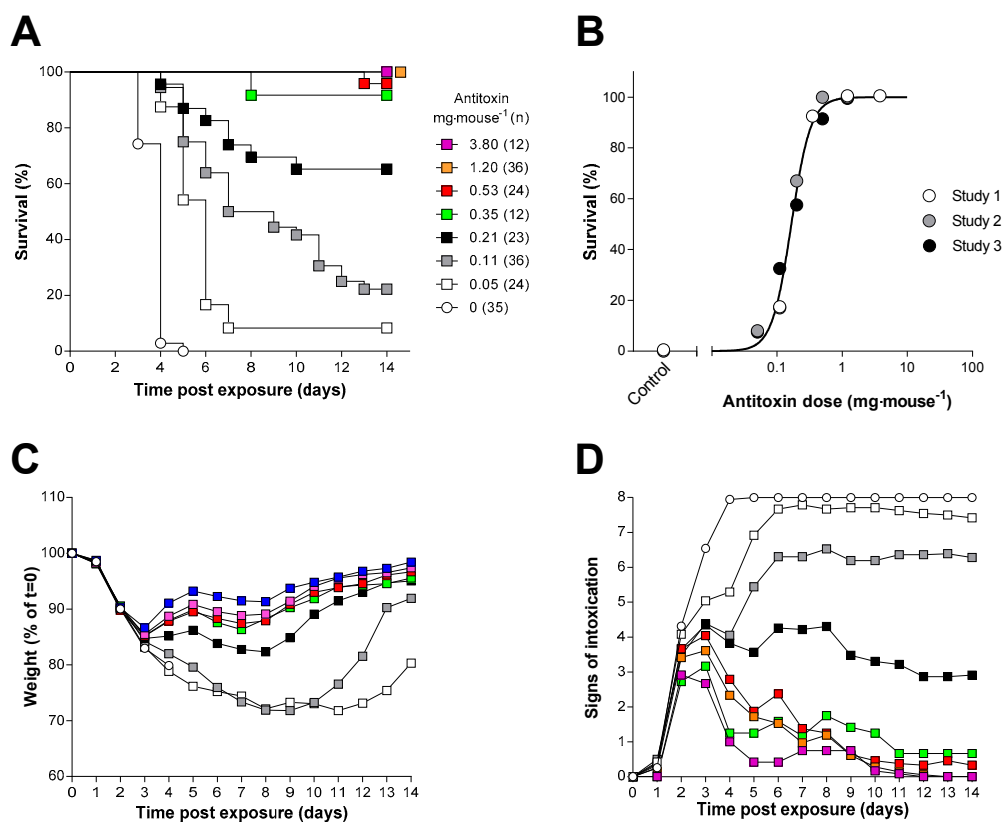 A
Survival (%)
100
80
60
40
20
0
0 2 4 6 8 10 12 14
Time post exposure (days)
Antitoxin
mg·mouse⁻¹ (n)
3.80 (12)
1.20 (36)
0.53 (24)
0.35 (12)
0.21 (23)
0.11 (36)
0.05 (24)
0 (35)
B
Survival (%)
100
80
60
40
20
0
Control
0.1 1 10 100
Antitoxin dose (mg·mouse⁻¹)
Study 1
Study 2
Study 3
C
Weight (% of t=0)
110
100
90
80
70
60
0 1 2 3 4 5 6 7 8 9 10 11 12 13 14
Time post exposure (days)
D
Signs of intoxication
8
7
6
5
4
3
2
1
0
0 1 2 3 4 5 6 7 8 9 10 11 12 13 14
Time post exposure (days)